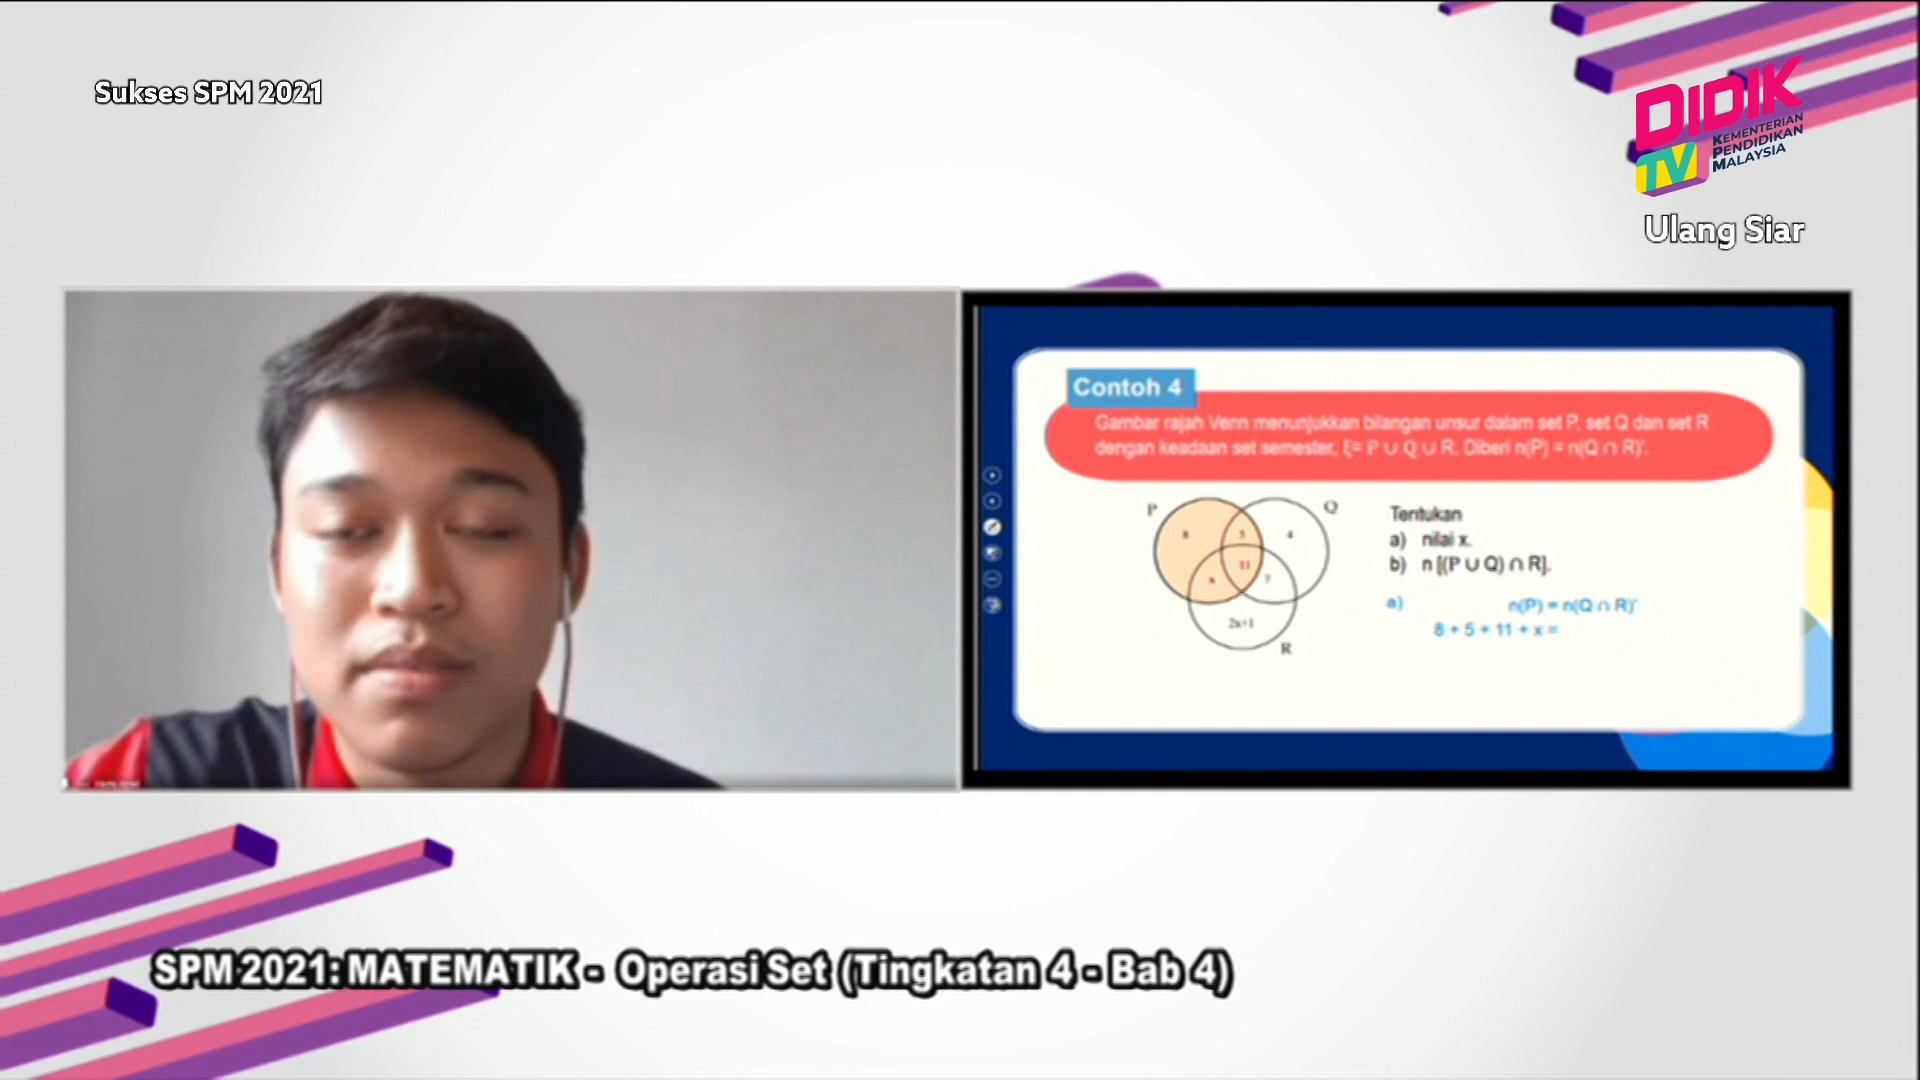 Sukses SPM 2021
DIDIK
TV
KEMENTERIAN
PENDIDIKAN
MALAYSIA
Ulang Siar
Contoh 4
Gambar rajah Venn menunjukkan bilangan unsur dalam set P, set Q dan set R
dengan keadaan set semester, ξ= P ∪ Q ∪ R. Diberi n(P) = n(Q ∩ R)'.
P
Q
8
5
4
11
7
2x+1
R
Tentukan
a) nilai x.
b) n [(P ∪ Q) ∩ R].
a) n(P) = n(Q ∩ R)'
8 + 5 + 11 + x =
SPM 2021: MATEMATIK - Operasi Set (Tingkatan 4 - Bab 4)